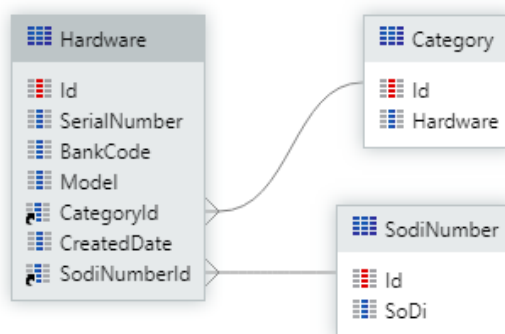 Hardware
Id
SerialNumber
BankCode
Model
CategoryId
CreatedDate
SodiNumberId
Category
Id
Hardware
SodiNumber
Id
SoDi